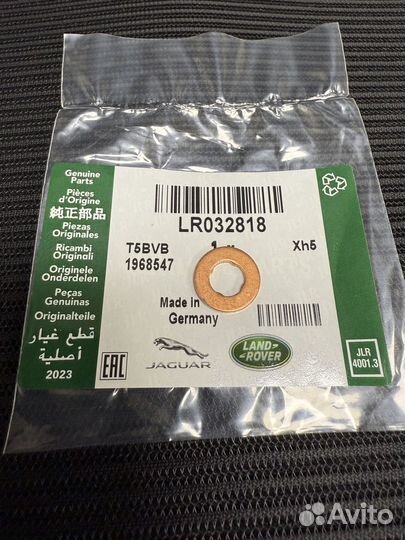 Genuine
Parts
Pièces
d'Origine
純正部品
Piezas
Originales
Ricambi
Originali
Originele
Onderdelen
Peças
Genuínas
Originalteile
قطع غيار
أصلية
2023
LR032818
T5BVB
1968547
Xh5
Made in
Germany
EAC
JAGUAR
LAND-
ROVER
JLR
4001.3
Avito